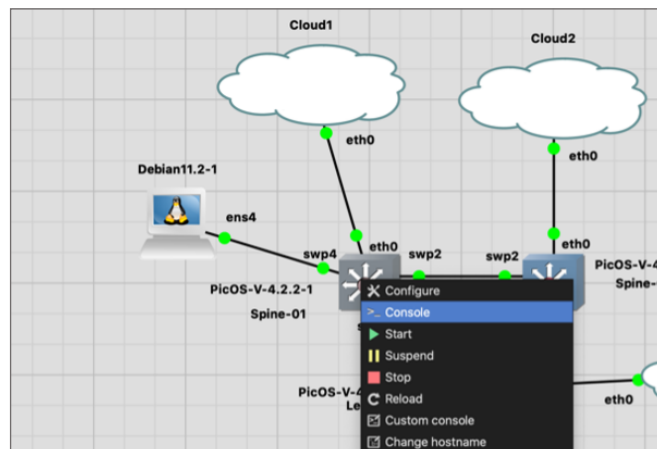 Cloud1
Cloud2
eth0
eth0
Debian11.2-1
ens4
swp4
eth0
swp2
swp2
eth0
PicOS-V-4.2.2-1
Spine-01
PicOS-V-4
Spine-
Configure
>_ Console
Start
Suspend
Stop
Reload
Custom console
Change hostname
PicOS-V-4
Le
eth0